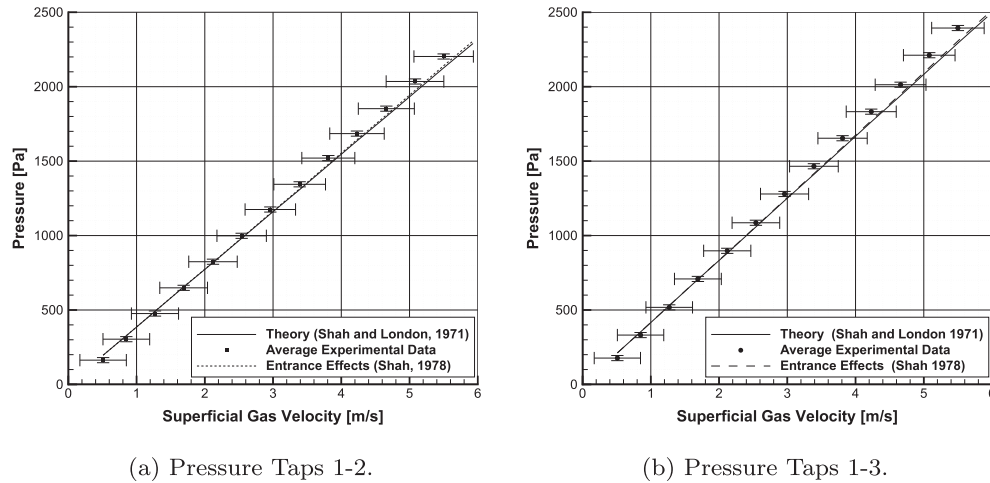 2500
2000
1500
1000
500
0
Pressure [Pa]
0 1 2 3 4 5 6
Superficial Gas Velocity [m/s]
Theory (Shah and London, 1971)
Average Experimental Data
Entrance Effects (Shah, 1978)
(a) Pressure Taps 1-2.
2500
2000
1500
1000
500
0
Pressure [Pa]
0 1 2 3 4 5 6
Superficial Gas Velocity [m/s]
Theory (Shah and London 1971)
Average Experimental Data
Entrance Effects (Shah 1978)
(b) Pressure Taps 1-3.